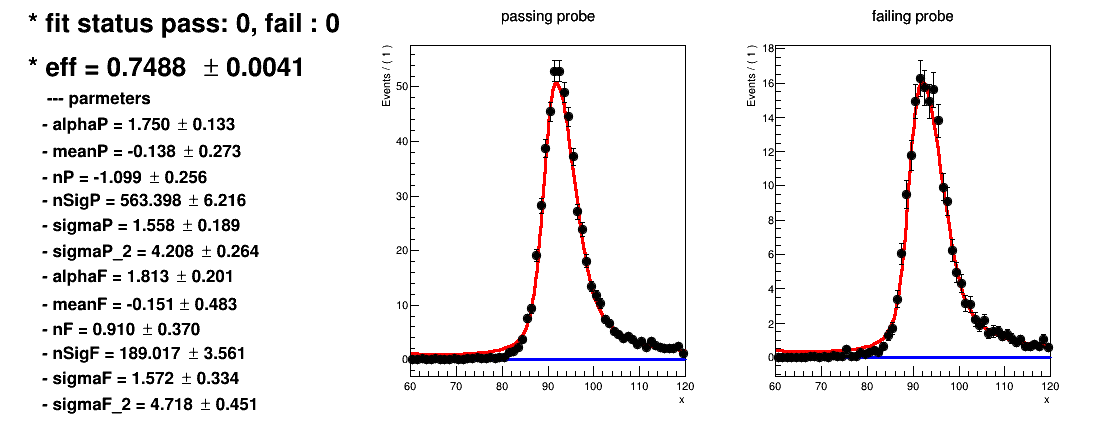 * fit status pass: 0, fail : 0
* eff = 0.7488 ± 0.0041
--- parmeters
- alphaP = 1.750 ± 0.133
- meanP = -0.138 ± 0.273
- nP = -1.099 ± 0.256
- nSigP = 563.398 ± 6.216
- sigmaP = 1.558 ± 0.189
- sigmaP_2 = 4.208 ± 0.264
- alphaF = 1.813 ± 0.201
- meanF = -0.151 ± 0.483
- nF = 0.910 ± 0.370
- nSigF = 189.017 ± 3.561
- sigmaF = 1.572 ± 0.334
- sigmaF_2 = 4.718 ± 0.451
passing probe
Events / ( 1 )
50
40
30
20
10
0
60 70 80 90 100 110 120
x
failing probe
Events / ( 1 )
18
16
14
12
10
8
6
4
2
0
60 70 80 90 100 110 120
x